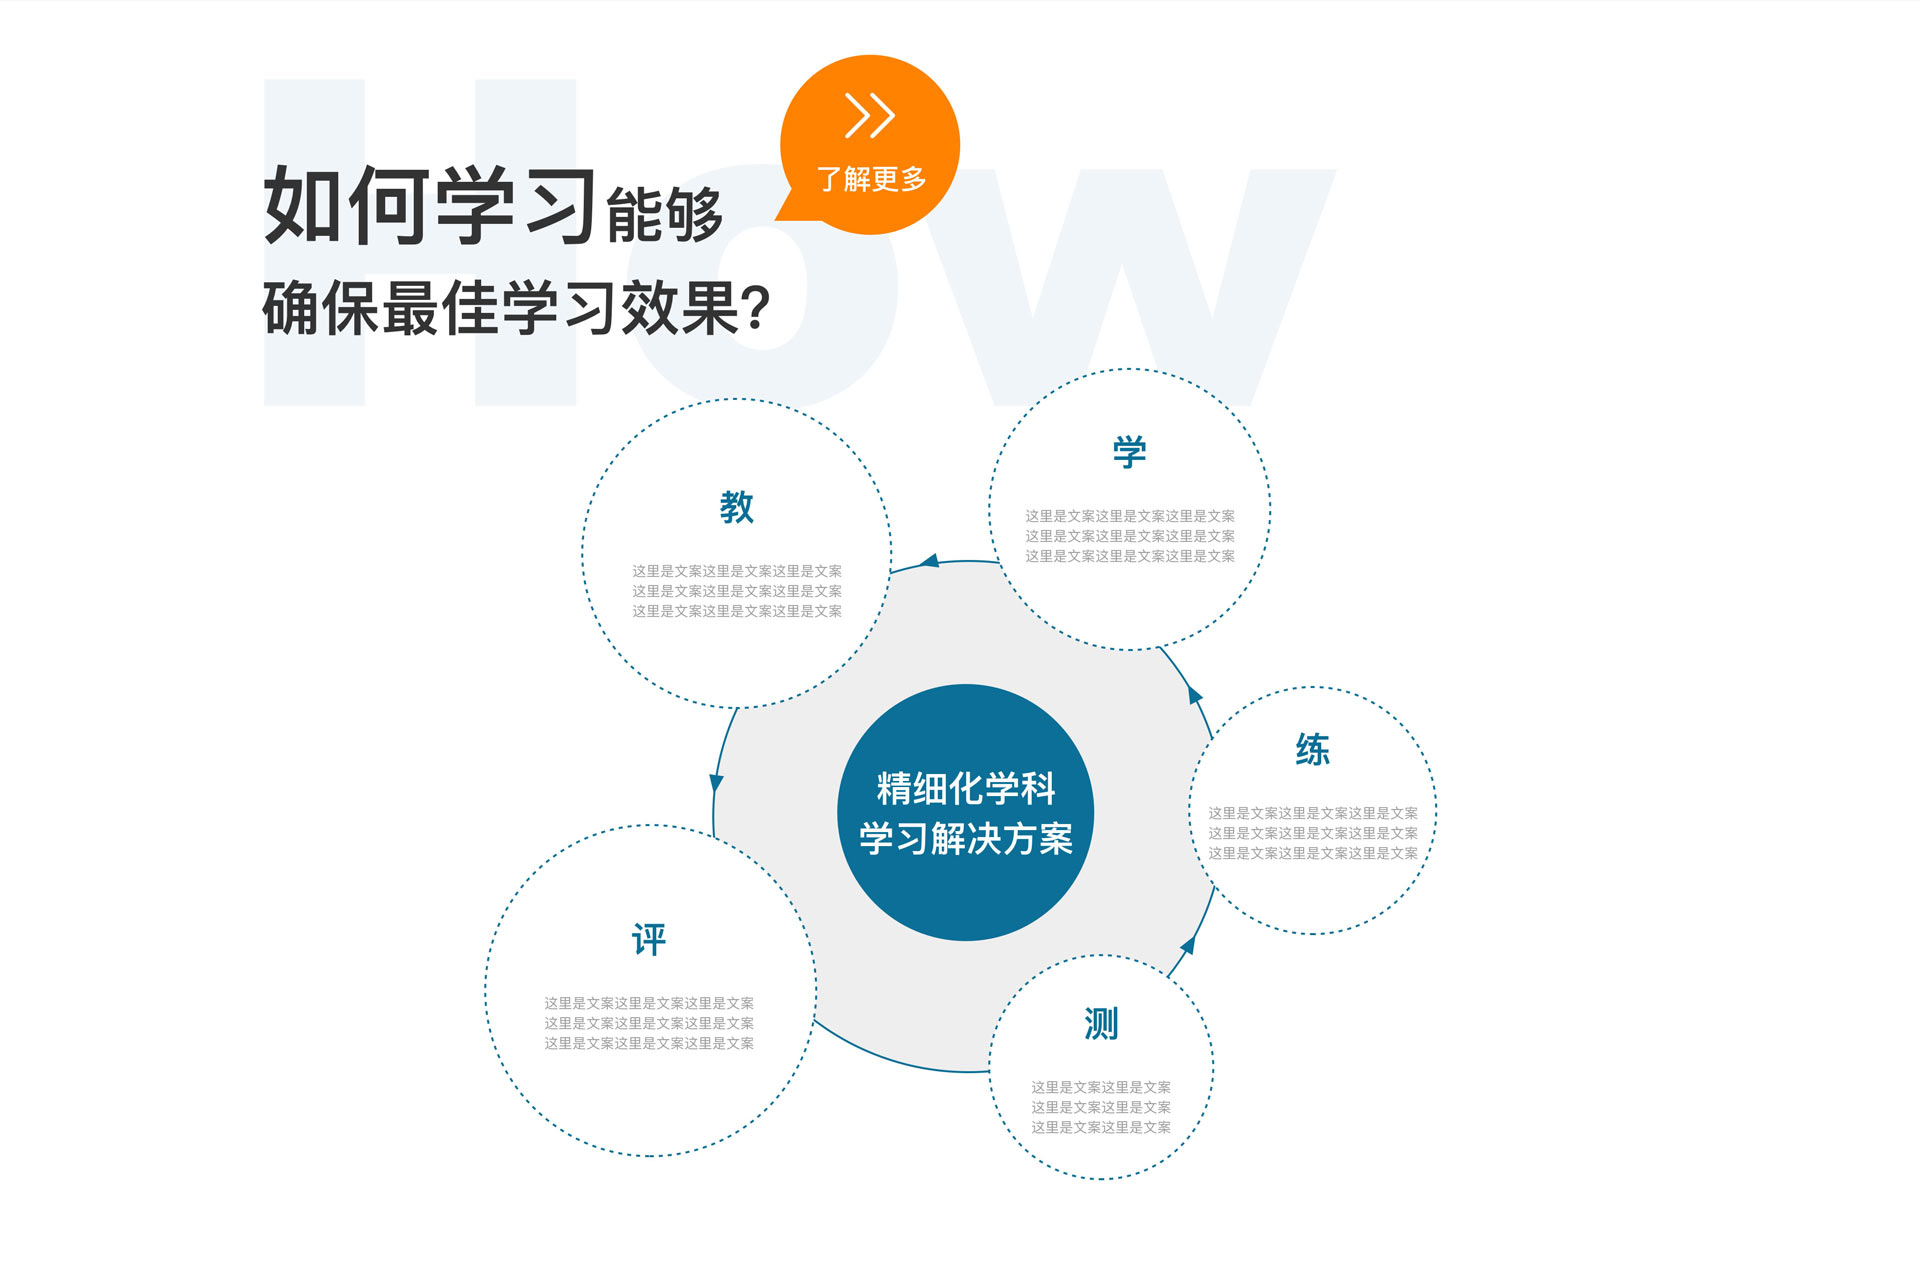 How
了解更多
如何学习能够
确保最佳学习效果?
学
这里是文案这里是文案这里是文案
这里是文案这里是文案这里是文案
这里是文案这里是文案这里是文案
教
这里是文案这里是文案这里是文案
这里是文案这里是文案这里是文案
这里是文案这里是文案这里是文案
练
这里是文案这里是文案这里是文案
这里是文案这里是文案这里是文案
这里是文案这里是文案这里是文案
精细化学科
学习解决方案
评
这里是文案这里是文案这里是文案
这里是文案这里是文案这里是文案
这里是文案这里是文案这里是文案
测
这里是文案这里是文案
这里是文案这里是文案
这里是文案这里是文案